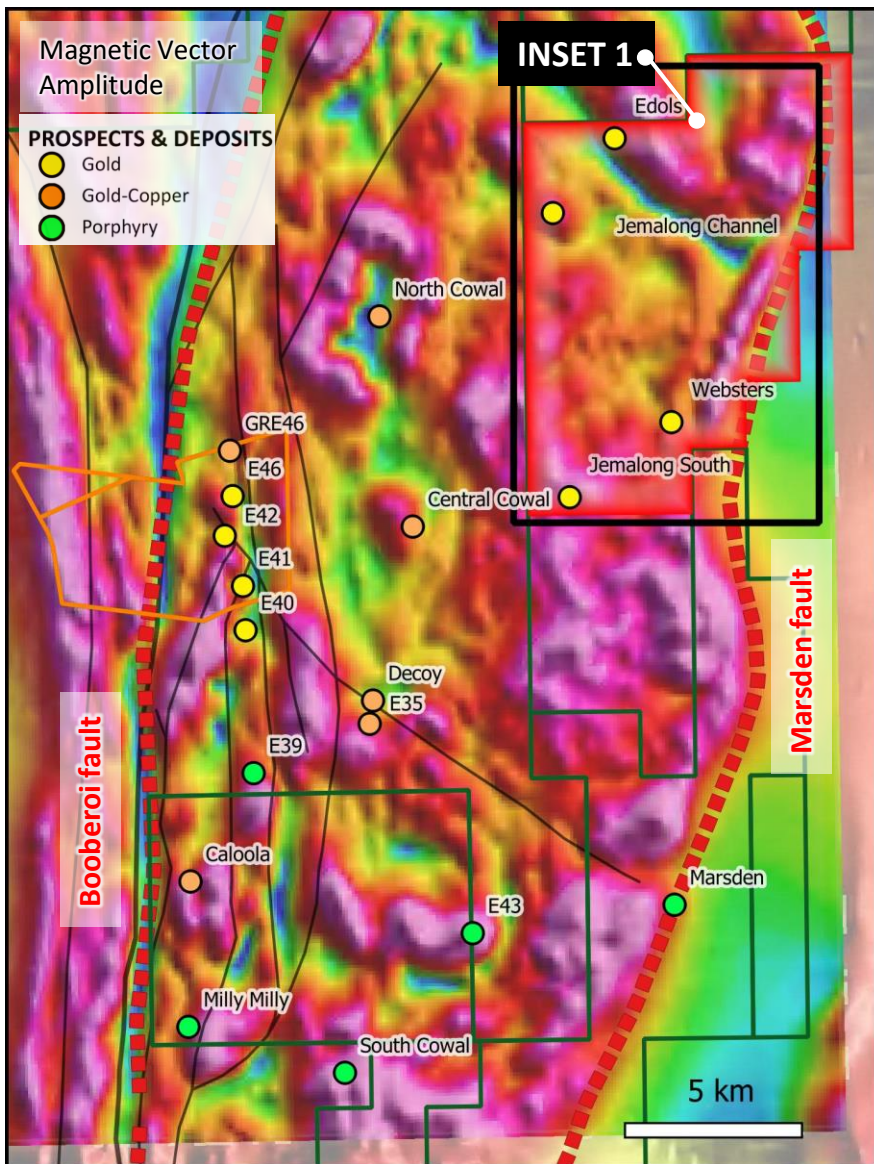 Magnetic Vector
Amplitude
PROSPECTS & DEPOSITS
Gold
Gold-Copper
Porphyry
INSET 1
Edols
Jemalong Channel
North Cowal
Websters
GRE46
E46
Jemalong South
Central Cowal
E42
E41
E40
Decoy
E35
E39
Booberoi fault
Marsden fault
Caloola
Marsden
E43
Milly Milly
South Cowal
5 km